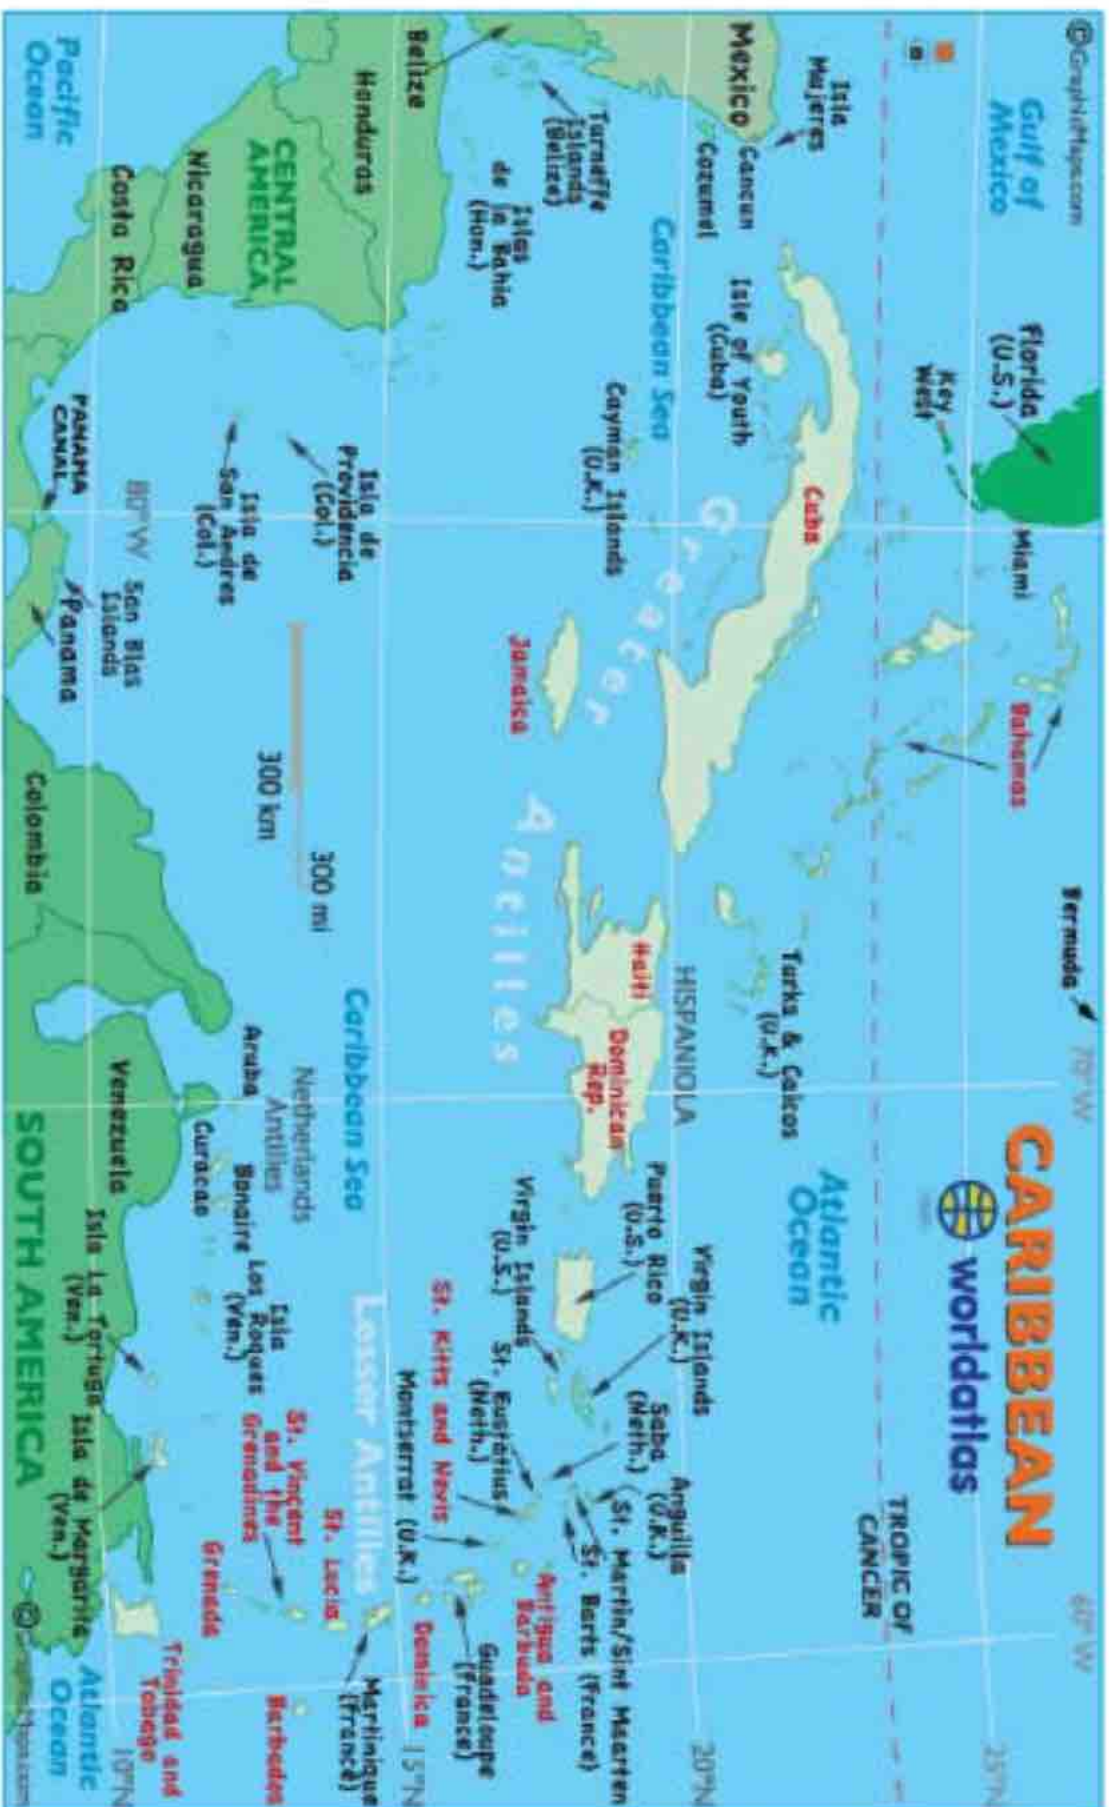 ©GraphicMaps.com
Gulf of
Mexico
Florida
(U.S.)
Key
West
Miami
Bahamas
Bermuda
70°W
60°W
CARIBBEAN
worldatlas
25°N
TROPIC OF
CANCER
Isla
Mujeres
Mexico
Cancun
Cozumel
Isle of Youth
(Cuba)
Cuba
Turks & Caicos
(U.K.)
Atlantic
Ocean
Caribbean Sea
Cayman Islands
(U.K.)
Greater
Antilles
Jamaica
HISPANIOLA
Haiti
Dominican
Rep.
Puerto Rico
(U.S.)
Virgin Islands
(U.K.)
Virgin Islands
(U.S.)
Saba
(Neth.)
Anguilla
(U.K.)
St. Martin/Sint Maarten
St. Barts (France)
20°N
Turneffe
Islands
(Belize)
Belize
Islas
de la Bahia
(Hon.)
Honduras
CENTRAL
AMERICA
Nicaragua
Costa Rica
Pacific
Ocean
St. Eustatius
(Neth.)
St. Kitts and Nevis
Montserrat (U.K.)
Antigua and
Barbuda
Guadeloupe
(France)
Dominica
15°N
Martinique
(France)
Lesser Antilles
St. Lucia
St. Vincent
and the
Grenadines
Barbados
Grenada
Trinidad and
Tobago
10°N
Isla de
Providencia
(Col.)
Isla de
San Andres
(Col.)
80°W
300 mi
300 km
Caribbean Sea
Netherlands
Antilles
Aruba
Curacao
Bonaire
Isla
Los Roques
(Ven.)
PANAMA
CANAL
San Blas
Islands
Panama
Colombia
Venezuela
Isla La Tortuga
(Ven.)
Isla de Margarita
(Ven.)
SOUTH AMERICA
Atlantic
Ocean
©GraphicMaps.com